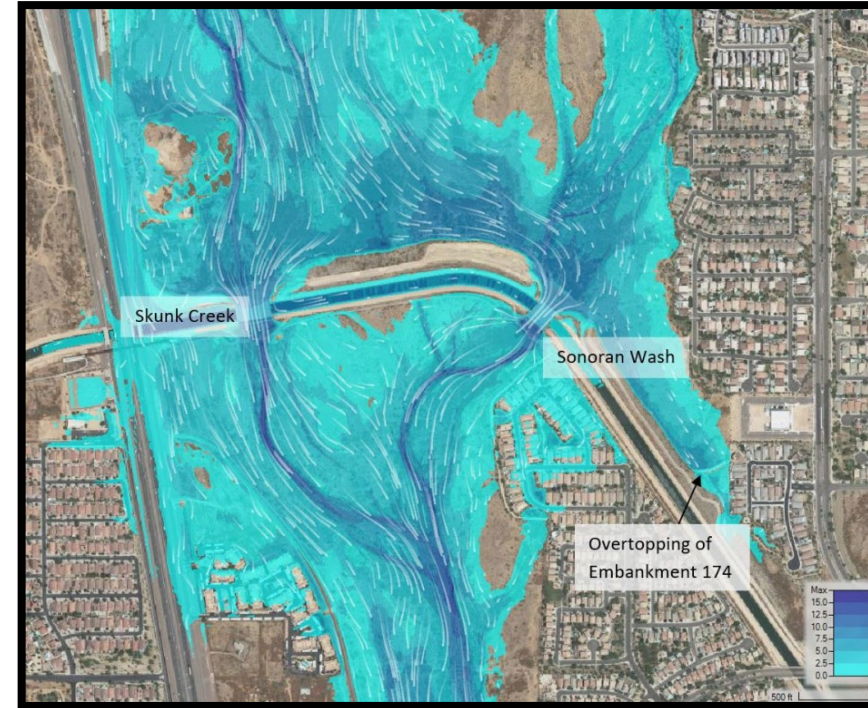 Skunk Creek
Sonoran Wash
Overtopping of
Embankment 174
Max
15.0
12.5
10.0
7.5
5.0
2.5
0.0
500 ft